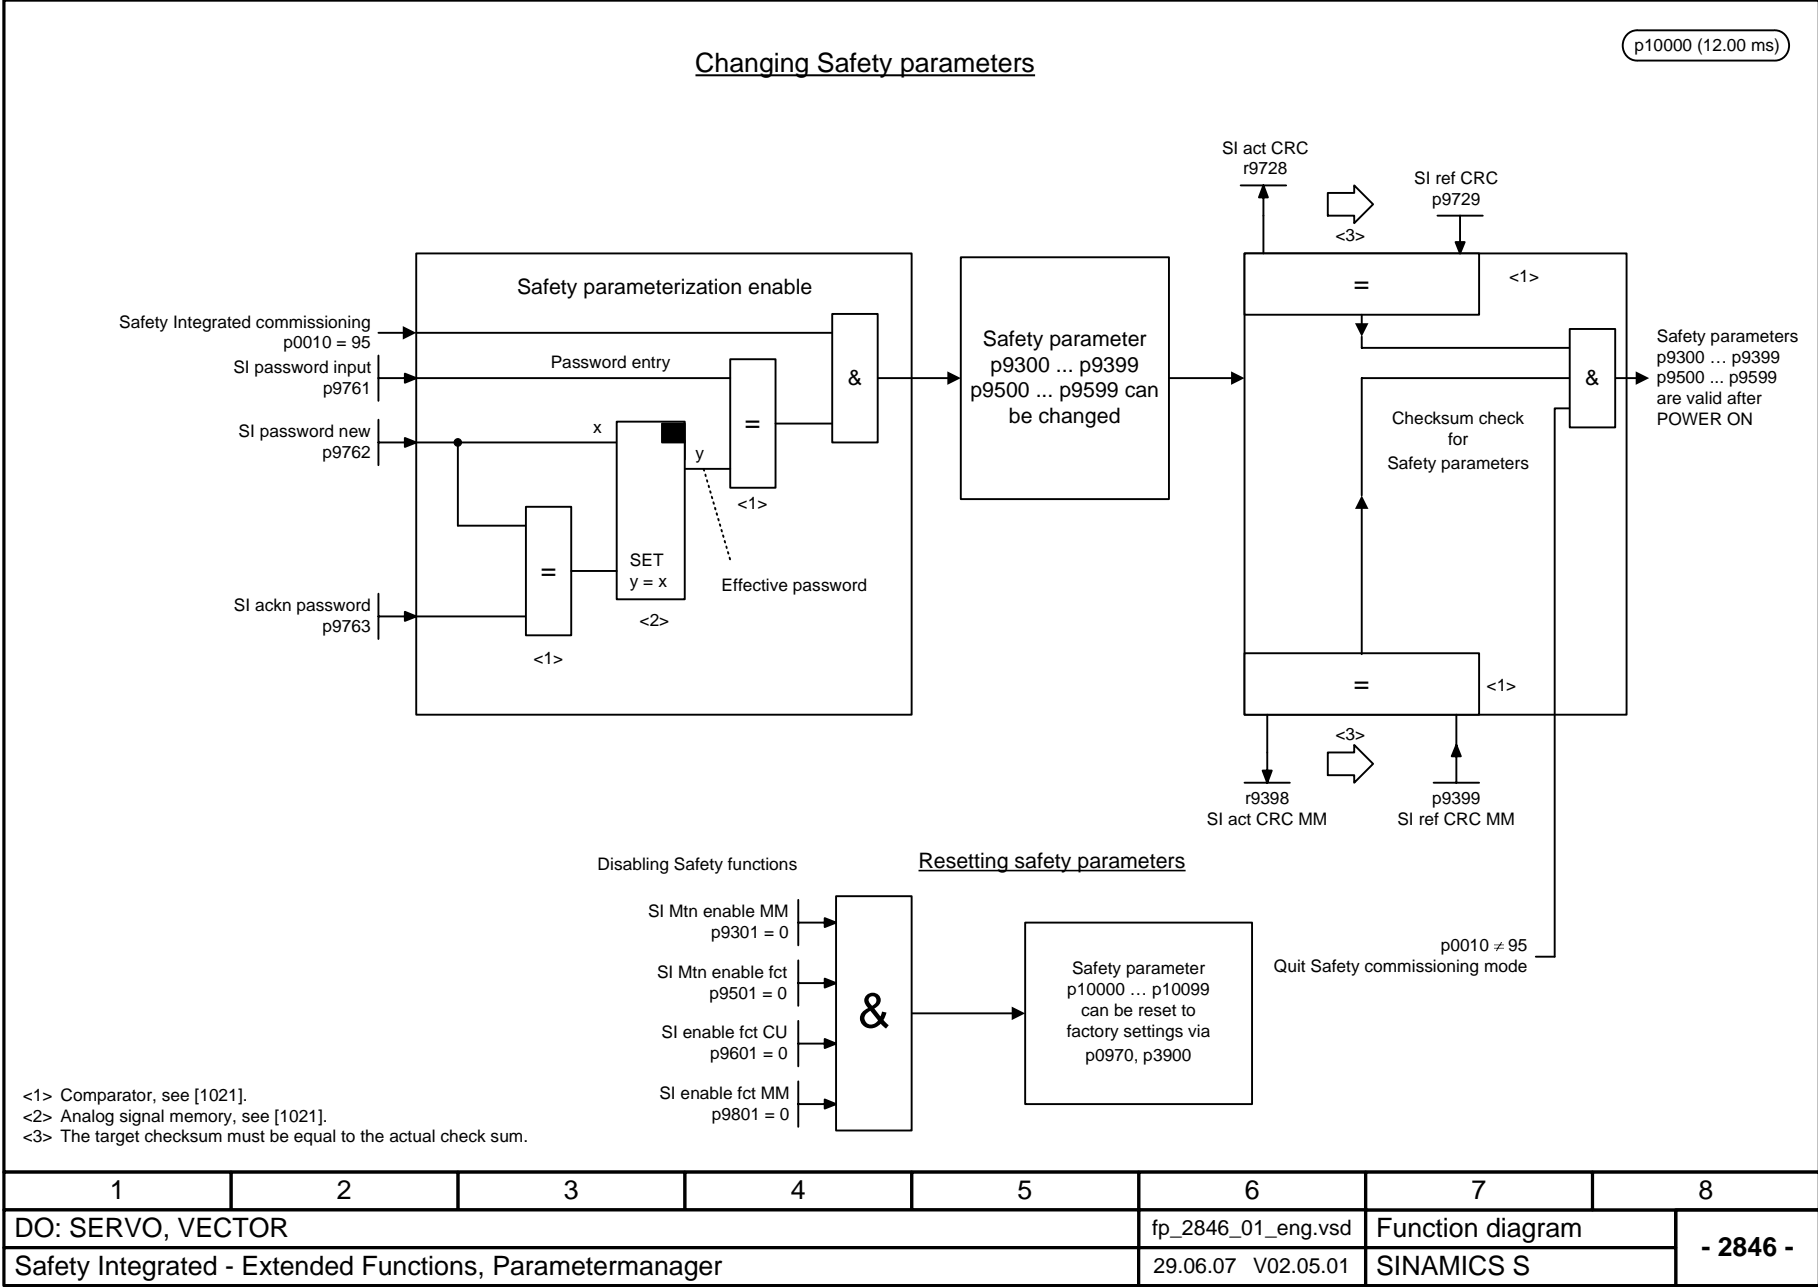 Changing Safety parameters
p10000 (12.00 ms)
SI act CRC
r9728
SI ref CRC
p9729
<3>
Safety parameterization enable
=
<1>
Safety Integrated commissioning
p0010 = 95
SI password input
p9761
Password entry
&
SI password new
p9762
x
y
=
<1>
SET
y = x
<2>
=
<1>
Effective password
SI ackn password
p9763
Safety parameter
p9300 ... p9399
p9500 ... p9599 can
be changed
&
Checksum check
for
Safety parameters
Safety parameters
p9300 ... p9399
p9500 ... p9599
are valid after
POWER ON
=
<1>
<3>
r9398
SI act CRC MM
p9399
SI ref CRC MM
Disabling Safety functions
Resetting safety parameters
SI Mtn enable MM
p9301 = 0
SI Mtn enable fct
p9501 = 0
SI enable fct CU
p9601 = 0
SI enable fct MM
p9801 = 0
&
Safety parameter
p10000 ... p10099
can be reset to
factory settings via
p0970, p3900
p0010 ≠ 95
Quit Safety commissioning mode
<1> Comparator, see [1021].
<2> Analog signal memory, see [1021].
<3> The target checksum must be equal to the actual check sum.
1 2 3 4 5 6 7 8
DO: SERVO, VECTOR
fp_2846_01_eng.vsd
Function diagram
- 2846 -
Safety Integrated - Extended Functions, Parametermanager
29.06.07 V02.05.01
SINAMICS S